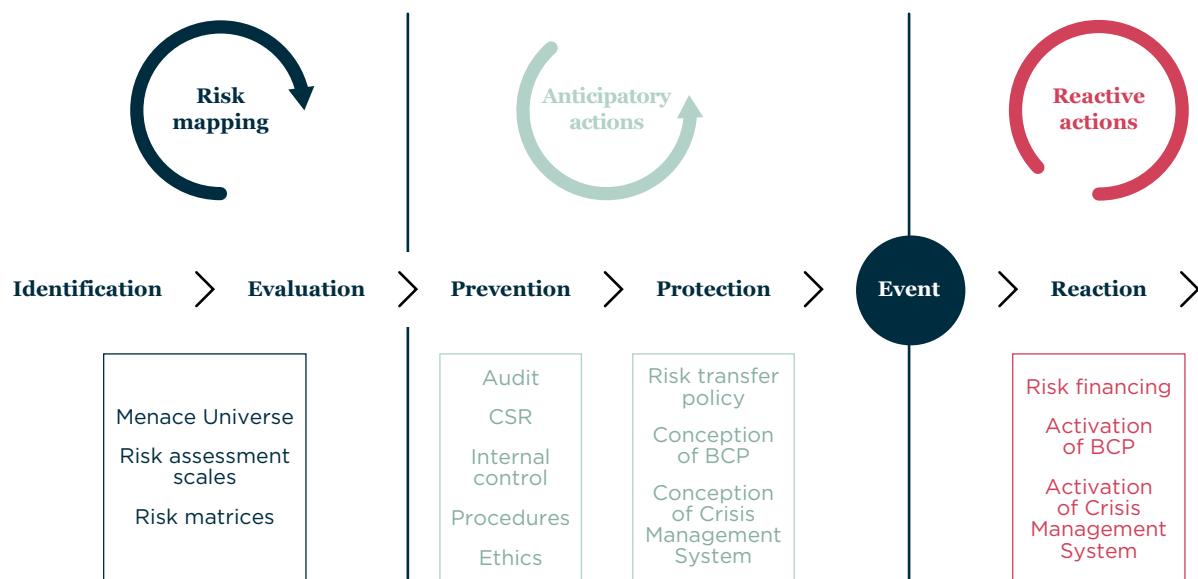 Risk
mapping
Anticipatory
actions
Reactive
actions
Identification
Evaluation
Prevention
Protection
Event
Reaction
Menace Universe
Risk assessment
scales
Risk matrices
Audit
CSR
Internal
control
Procedures
Ethics
Risk transfer
policy
Conception
of BCP
Conception
of Crisis
Management
System
Risk financing
Activation
of BCP
Activation
of Crisis
Management
System